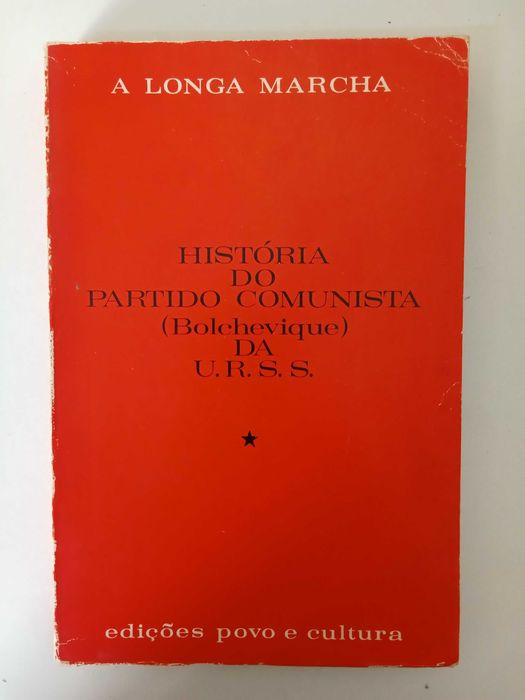 A LONGA MARCHA
HISTÓRIA
DO
PARTIDO COMUNISTA
(Bolchevique)
DA
U. R. S. S.
edições povo e cultura